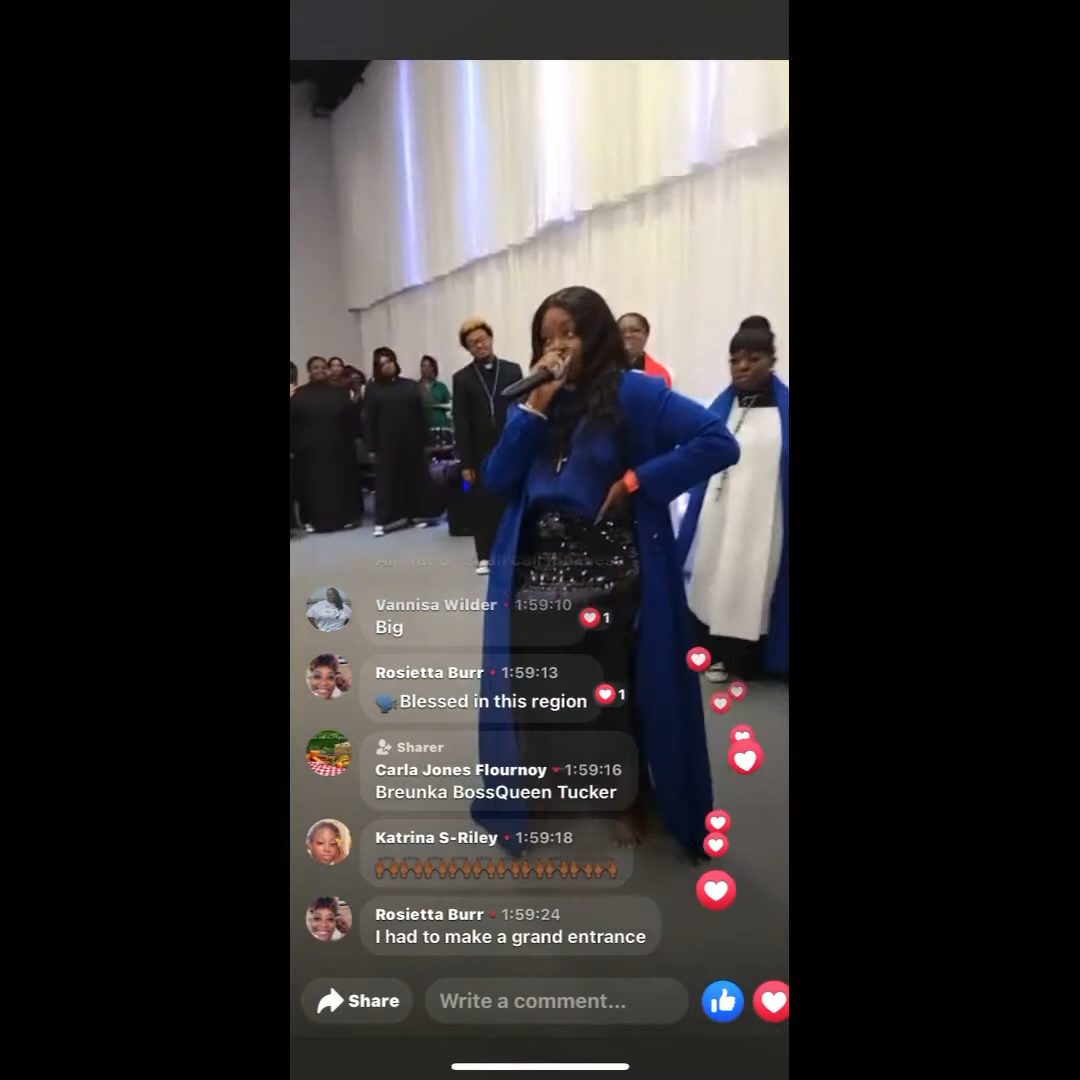 Vannisa Wilder • 1:59:10
Big
1
Rosietta Burr • 1:59:13
🗣️Blessed in this region
1
Sharer
Carla Jones Flournoy • 1:59:16
Breunka BossQueen Tucker
Katrina S-Riley • 1:59:18
Rosietta Burr • 1:59:24
I had to make a grand entrance
Share
Write a comment...